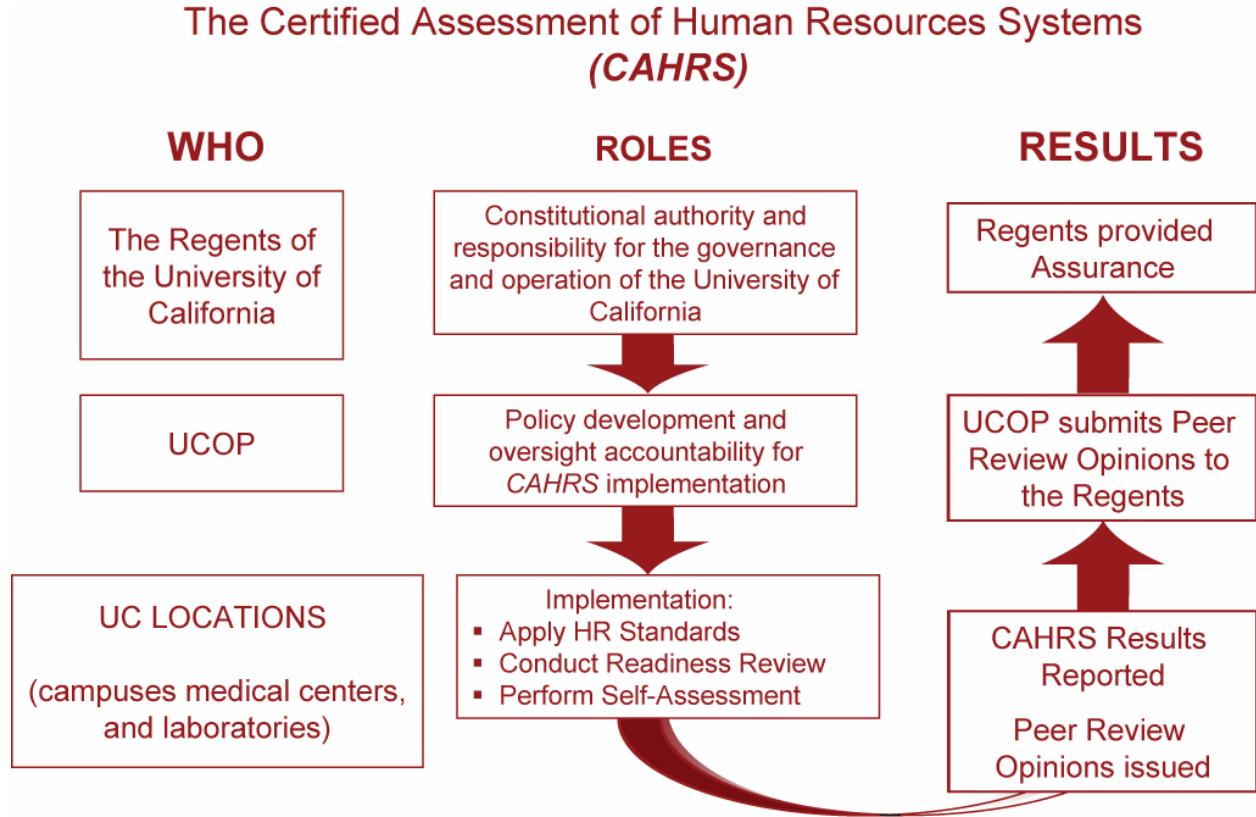 The Certified Assessment of Human Resources Systems
(CAHRS)
WHO
The Regents of
the University of
California
UCOP
UC LOCATIONS
(campuses medical centers,
and laboratories)
ROLES
Constitutional authority and
responsibility for the governance
and operation of the University of
California
Policy development and
oversight accountability for
CAHRS implementation
Implementation:
▪ Apply HR Standards
▪ Conduct Readiness Review
▪ Perform Self-Assessment
RESULTS
Regents provided
Assurance
UCOP submits Peer
Review Opinions to
the Regents
CAHRS Results
Reported
Peer Review
Opinions issued